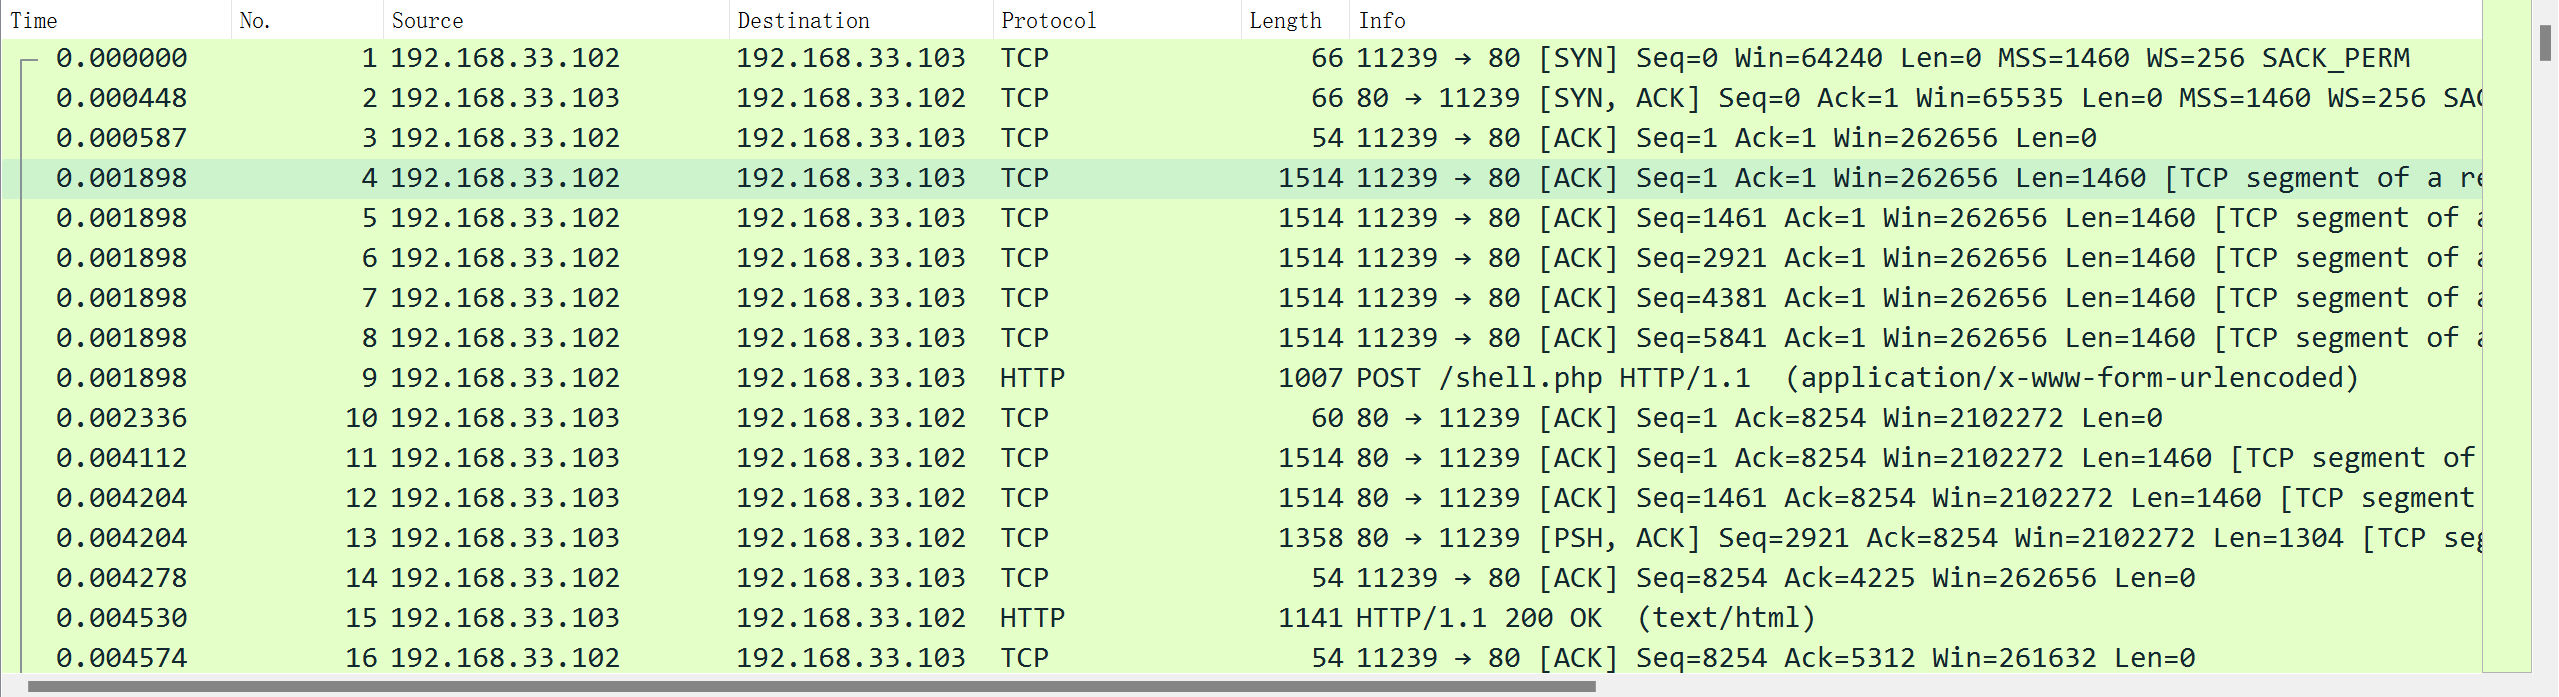 Time No. Source Destination Protocol Length Info
0.000000 1 192.168.33.102 192.168.33.103 TCP 66 11239 → 80 [SYN] Seq=0 Win=64240 Len=0 MSS=1460 WS=256 SACK_PERM
0.000448 2 192.168.33.103 192.168.33.102 TCP 66 80 → 11239 [SYN, ACK] Seq=0 Ack=1 Win=65535 Len=0 MSS=1460 WS=256
0.000587 3 192.168.33.102 192.168.33.103 TCP 54 11239 → 80 [ACK] Seq=1 Ack=1 Win=262656 Len=0
0.001898 4 192.168.33.102 192.168.33.103 TCP 1514 11239 → 80 [ACK] Seq=1 Ack=1 Win=262656 Len=1460 [TCP segment of a
0.001898 5 192.168.33.102 192.168.33.103 TCP 1514 11239 → 80 [ACK] Seq=1461 Ack=1 Win=262656 Len=1460 [TCP segment of
0.001898 6 192.168.33.102 192.168.33.103 TCP 1514 11239 → 80 [ACK] Seq=2921 Ack=1 Win=262656 Len=1460 [TCP segment of
0.001898 7 192.168.33.102 192.168.33.103 TCP 1514 11239 → 80 [ACK] Seq=4381 Ack=1 Win=262656 Len=1460 [TCP segment of
0.001898 8 192.168.33.102 192.168.33.103 TCP 1514 11239 → 80 [ACK] Seq=5841 Ack=1 Win=262656 Len=1460 [TCP segment of
0.001898 9 192.168.33.102 192.168.33.103 HTTP 1007 POST /shell.php HTTP/1.1 (application/x-www-form-urlencoded)
0.002336 10 192.168.33.103 192.168.33.102 TCP 60 80 → 11239 [ACK] Seq=1 Ack=8254 Win=2102272 Len=0
0.004112 11 192.168.33.103 192.168.33.102 TCP 1514 80 → 11239 [ACK] Seq=1 Ack=8254 Win=2102272 Len=1460 [TCP segment of
0.004204 12 192.168.33.103 192.168.33.102 TCP 1514 80 → 11239 [ACK] Seq=1461 Ack=8254 Win=2102272 Len=1460 [TCP segment
0.004204 13 192.168.33.103 192.168.33.102 TCP 1358 80 → 11239 [PSH, ACK] Seq=2921 Ack=8254 Win=2102272 Len=1304 [TCP
0.004278 14 192.168.33.102 192.168.33.103 TCP 54 11239 → 80 [ACK] Seq=8254 Ack=4225 Win=262656 Len=0
0.004530 15 192.168.33.103 192.168.33.102 HTTP 1141 HTTP/1.1 200 OK (text/html)
0.004574 16 192.168.33.102 192.168.33.103 TCP 54 11239 → 80 [ACK] Seq=8254 Ack=5312 Win=261632 Len=0